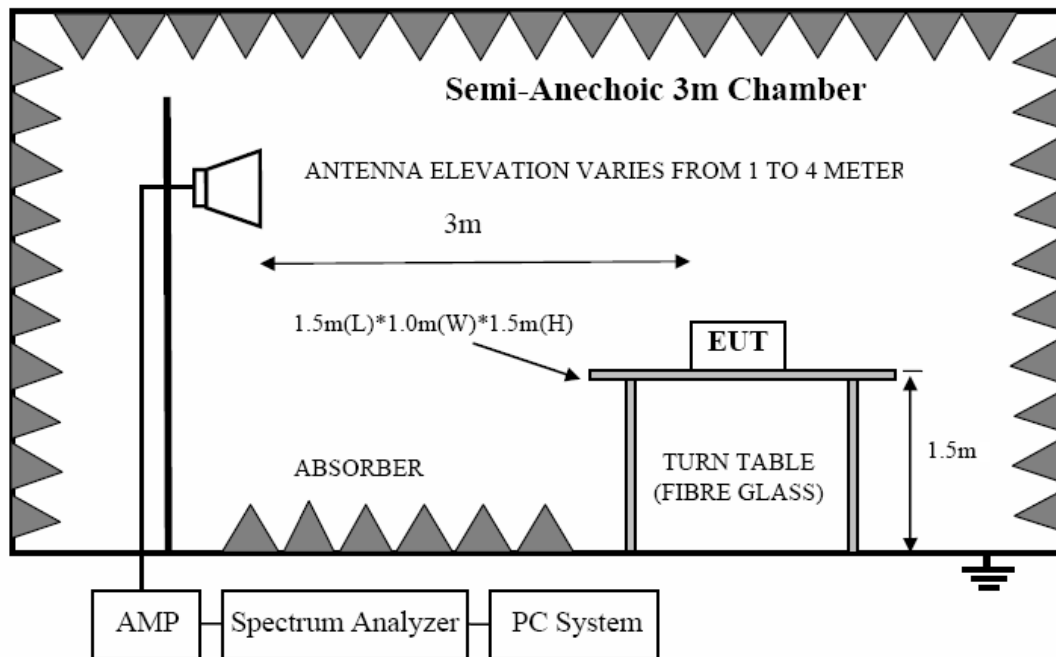 Semi-Anechoic 3m Chamber
ANTENNA ELEVATION VARIES FROM 1 TO 4 METER
3m
1.5m(L)*1.0m(W)*1.5m(H)
EUT
1.5m
ABSORBER
TURN TABLE
(FIBRE GLASS)
AMP
Spectrum Analyzer
PC System